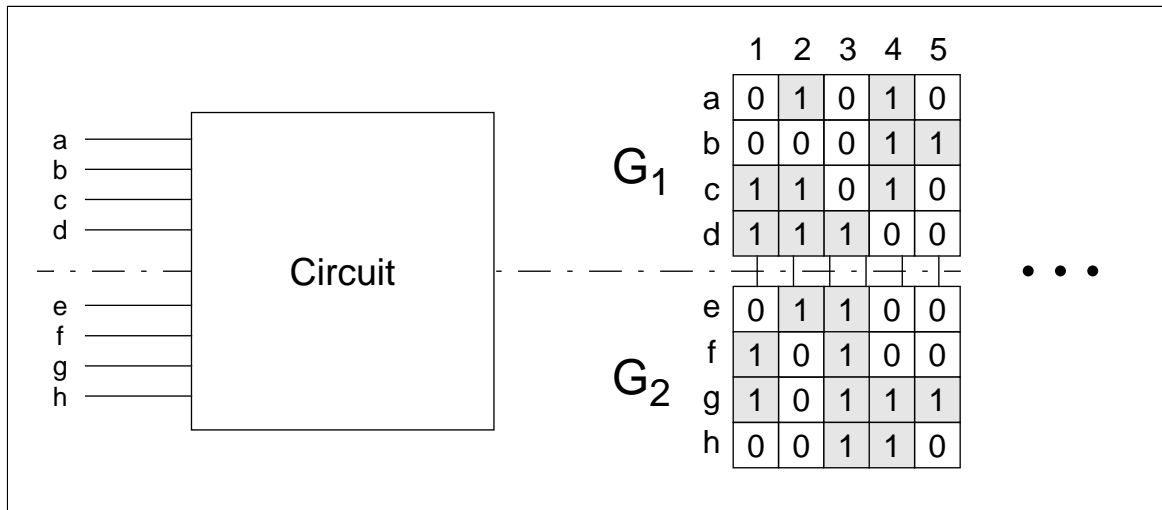 1 2 3 4 5
a 0 1 0 1 0
b 0 0 0 1 1
c 1 1 0 1 0
d 1 1 1 0 0
G1
a
b
c
d
Circuit
e
f
g
h
e 0 1 1 0 0
f 1 0 1 0 0
g 1 0 1 1 1
h 0 0 1 1 0
G2